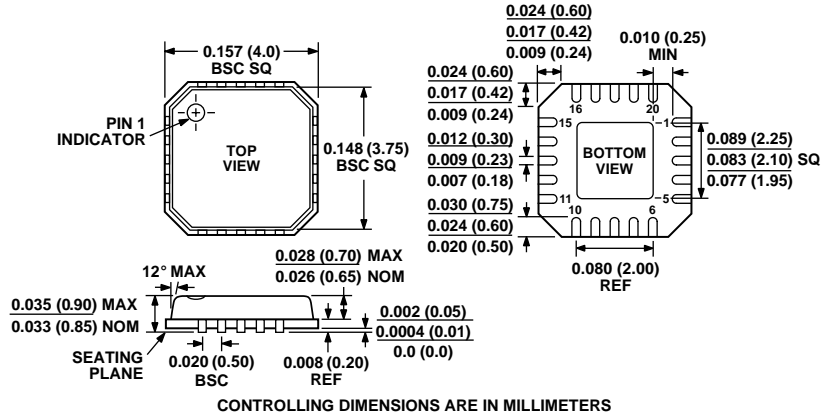 0.157 (4.0)
BSC SQ
PIN 1
INDICATOR
TOP
VIEW
0.148 (3.75)
BSC SQ
0.024 (0.60)
0.017 (0.42)
0.009 (0.24)
0.010 (0.25)
MIN
0.024 (0.60)
0.017 (0.42)
0.009 (0.24)
0.012 (0.30)
0.009 (0.23)
0.007 (0.18)
0.030 (0.75)
0.024 (0.60)
0.020 (0.50)
16
20
15
1
BOTTOM
VIEW
11
5
10
6
0.089 (2.25)
0.083 (2.10) SQ
0.077 (1.95)
0.080 (2.00)
REF
12° MAX
0.028 (0.70) MAX
0.026 (0.65) NOM
0.035 (0.90) MAX
0.033 (0.85) NOM
SEATING
PLANE
0.020 (0.50)
BSC
0.008 (0.20)
REF
0.002 (0.05)
0.0004 (0.01)
0.0 (0.0)
CONTROLLING DIMENSIONS ARE IN MILLIMETERS